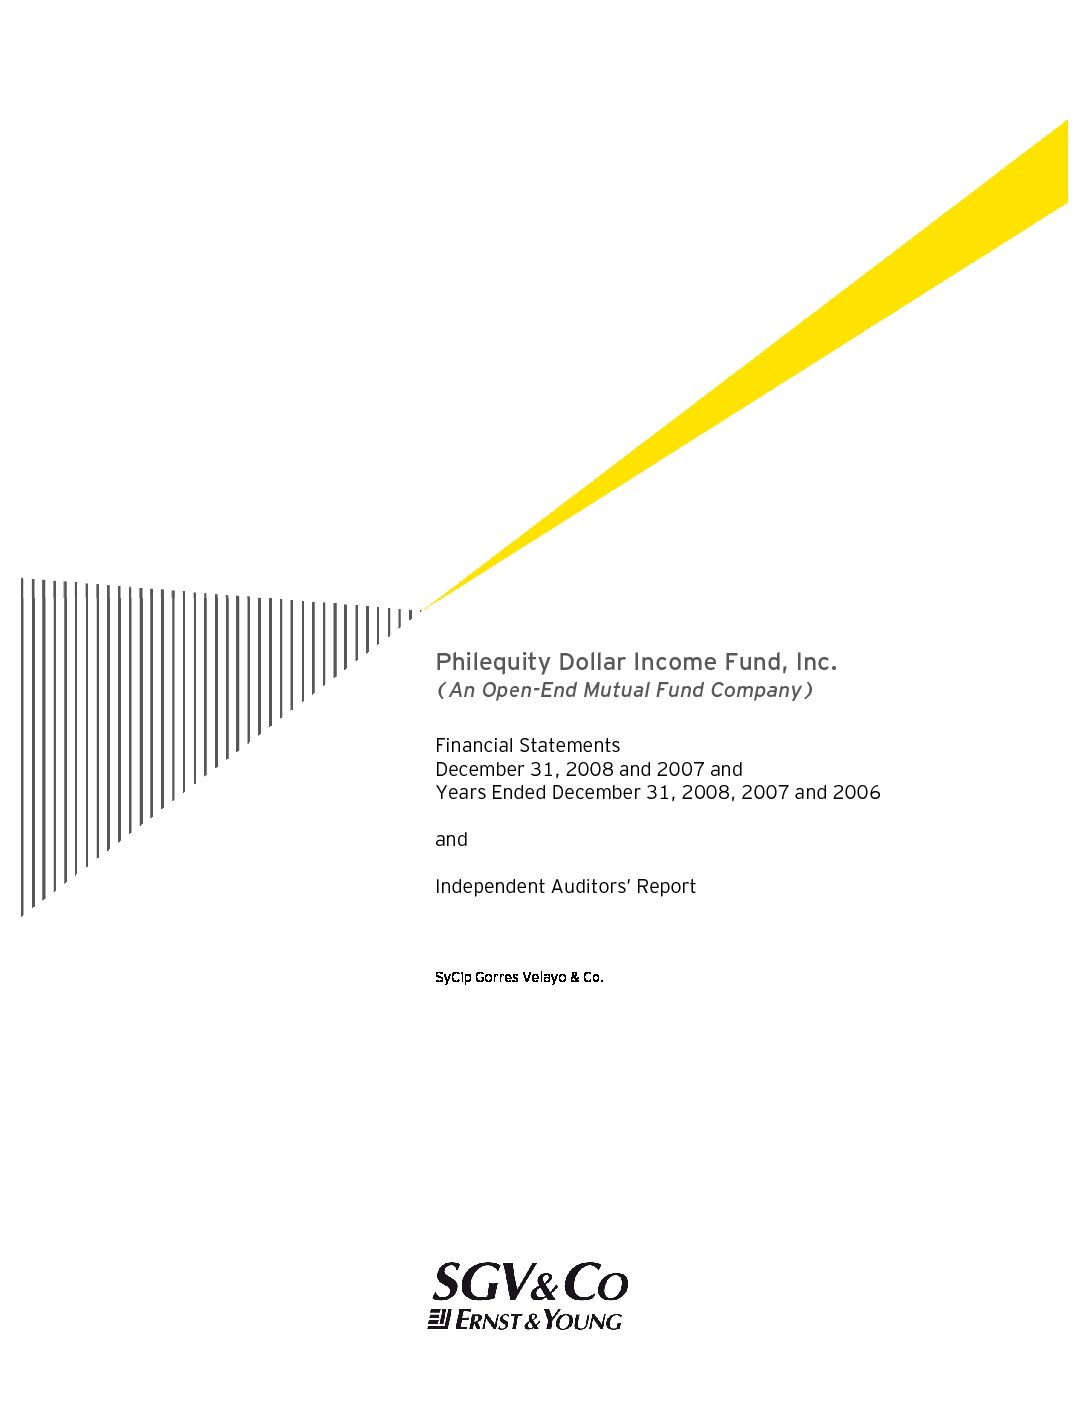 Philequity Dollar Income Fund, Inc.
(An Open-End Mutual Fund Company)
Financial Statements
December 31, 2008 and 2007 and
Years Ended December 31, 2008, 2007 and 2006
and
Independent Auditors’ Report
SyCip Gorres Velayo & Co.
SGV & Co
ERNST & YOUNG